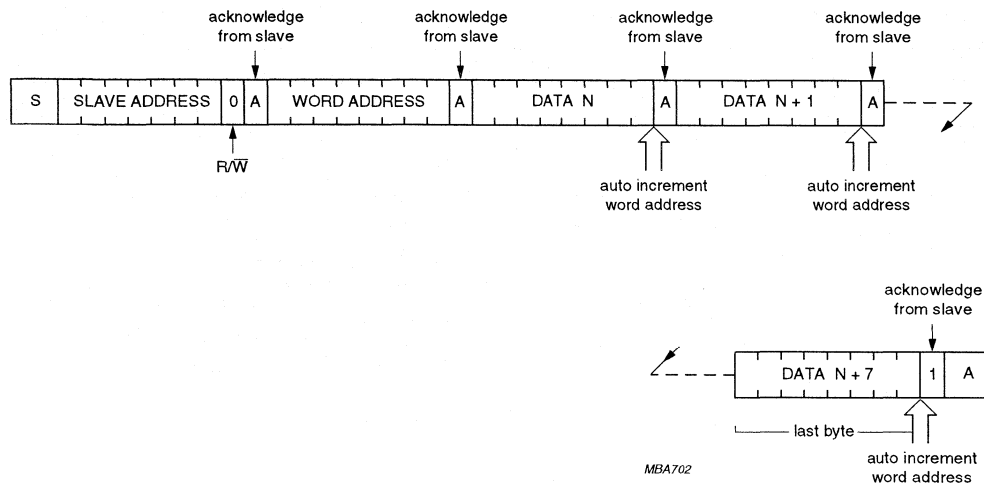 acknowledge from slave
acknowledge from slave
acknowledge from slave
acknowledge from slave
S SLAVE ADDRESS 0 A WORD ADDRESS A DATA N A DATA N + 1 A
R/W̅
auto increment word address
auto increment word address
acknowledge from slave
DATA N + 7 1 A
last byte
auto increment word address
MBA702